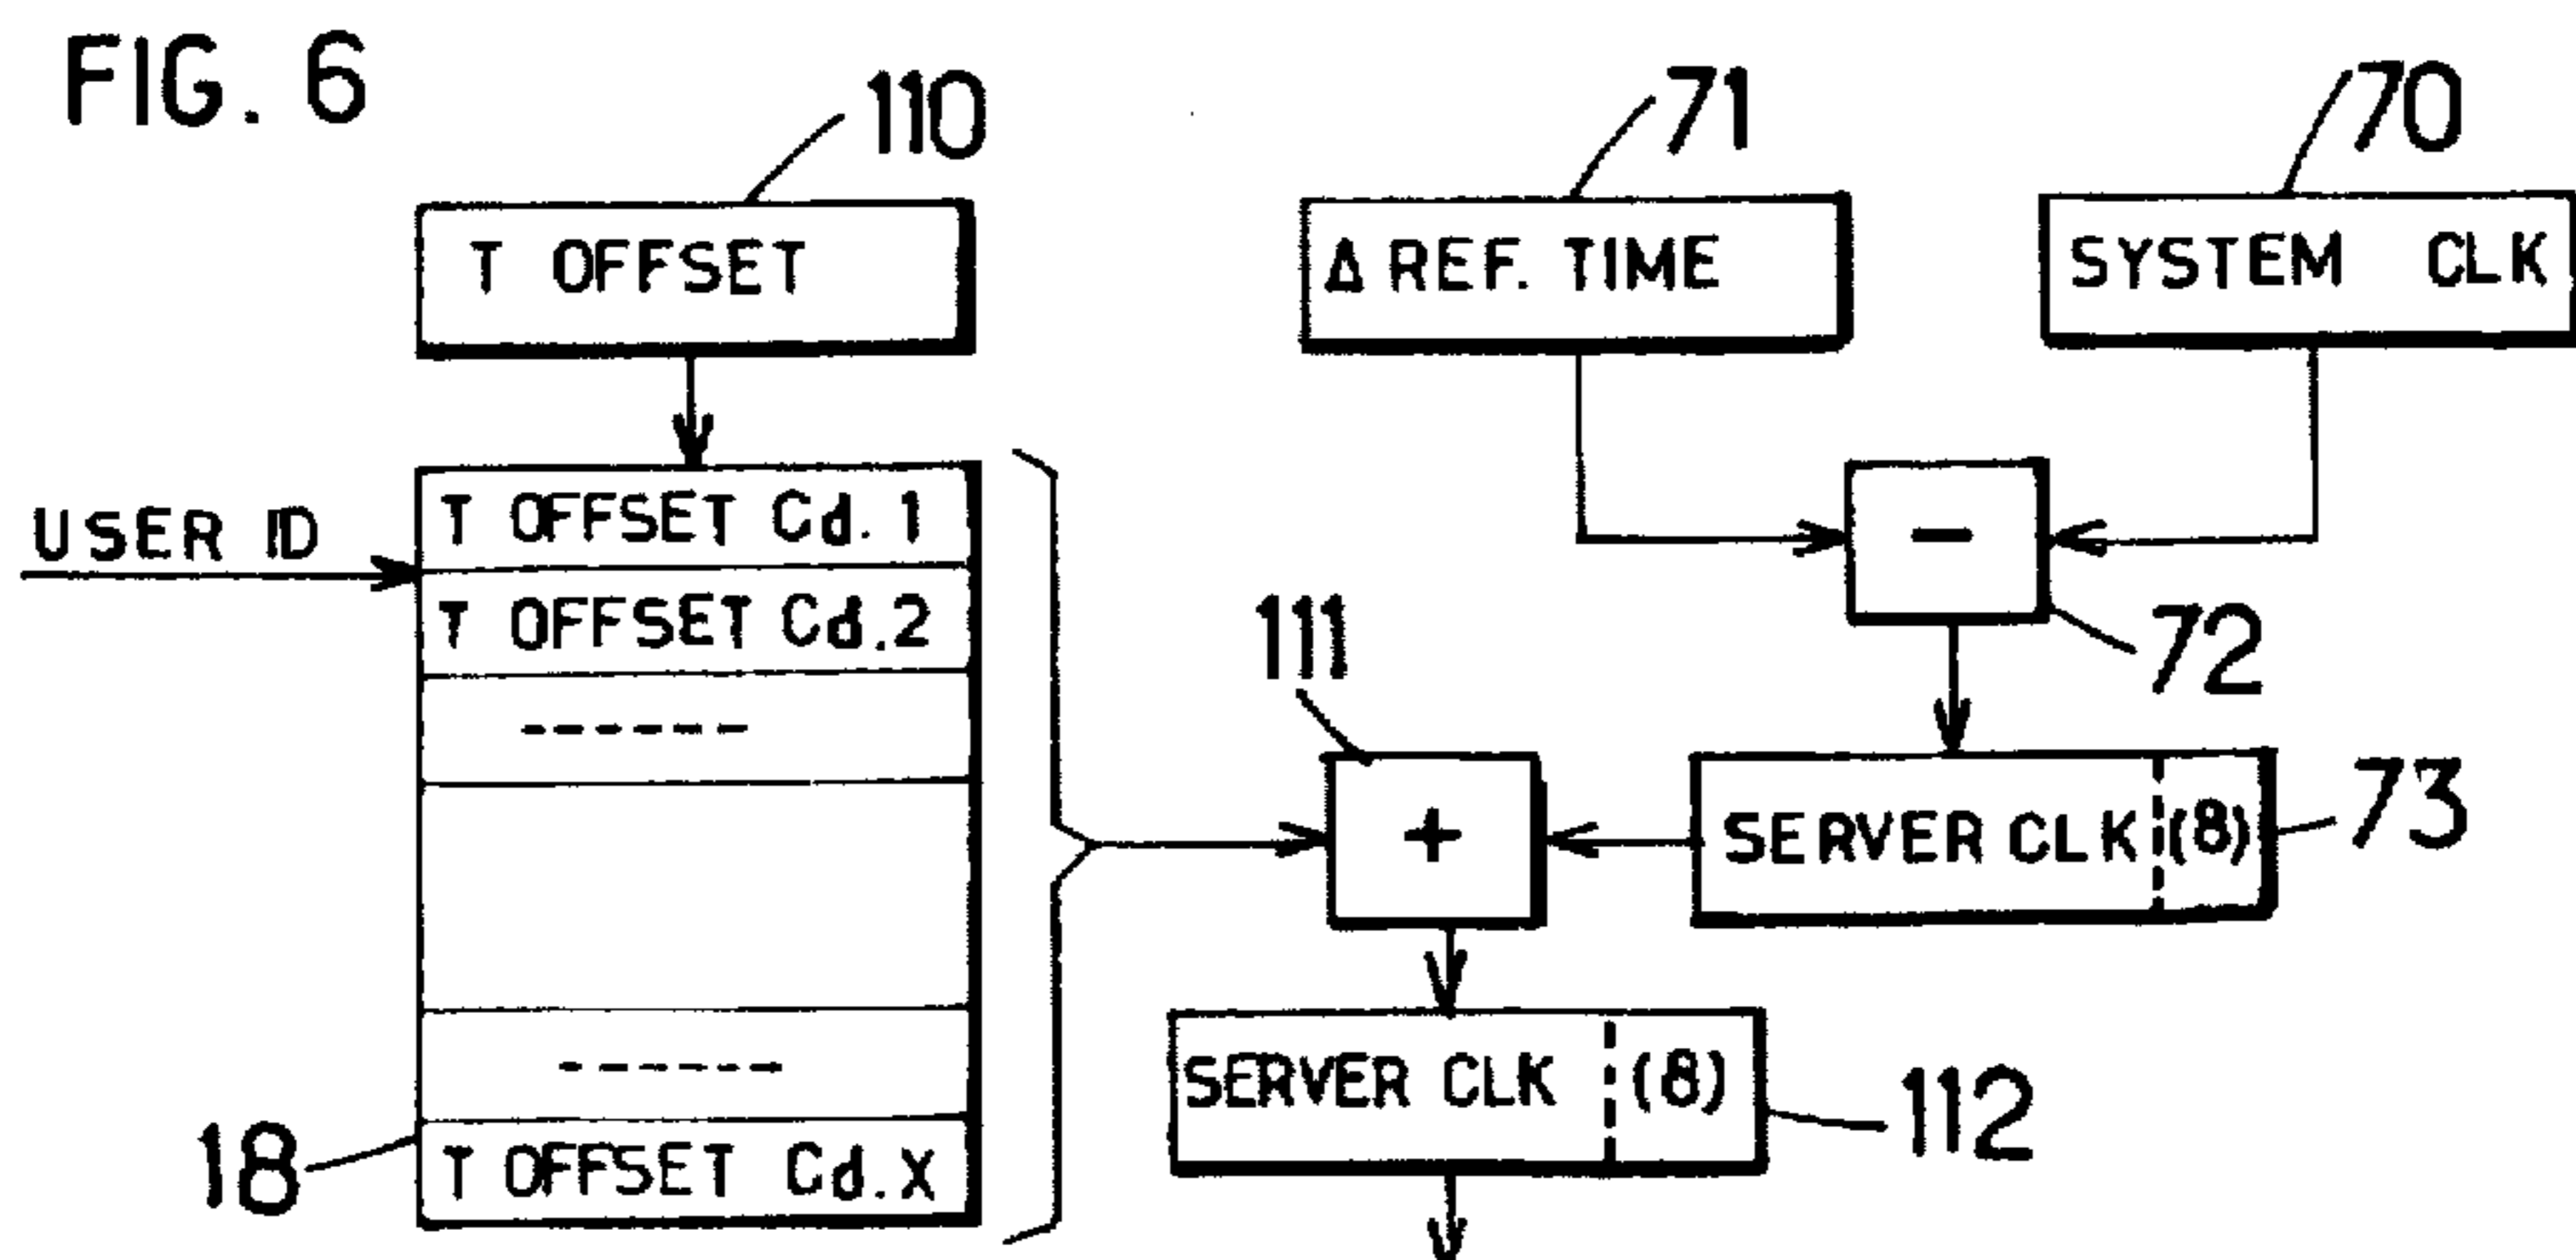 FIG. 6
110
71
70
T OFFSET
Δ REF. TIME
SYSTEM CLK
USER ID
T OFFSET Cd. 1
T OFFSET Cd. 2
------
-
72
111
+
SERVER CLK (8)
73
SERVER CLK (8)
112
------
18
T OFFSET Cd. X